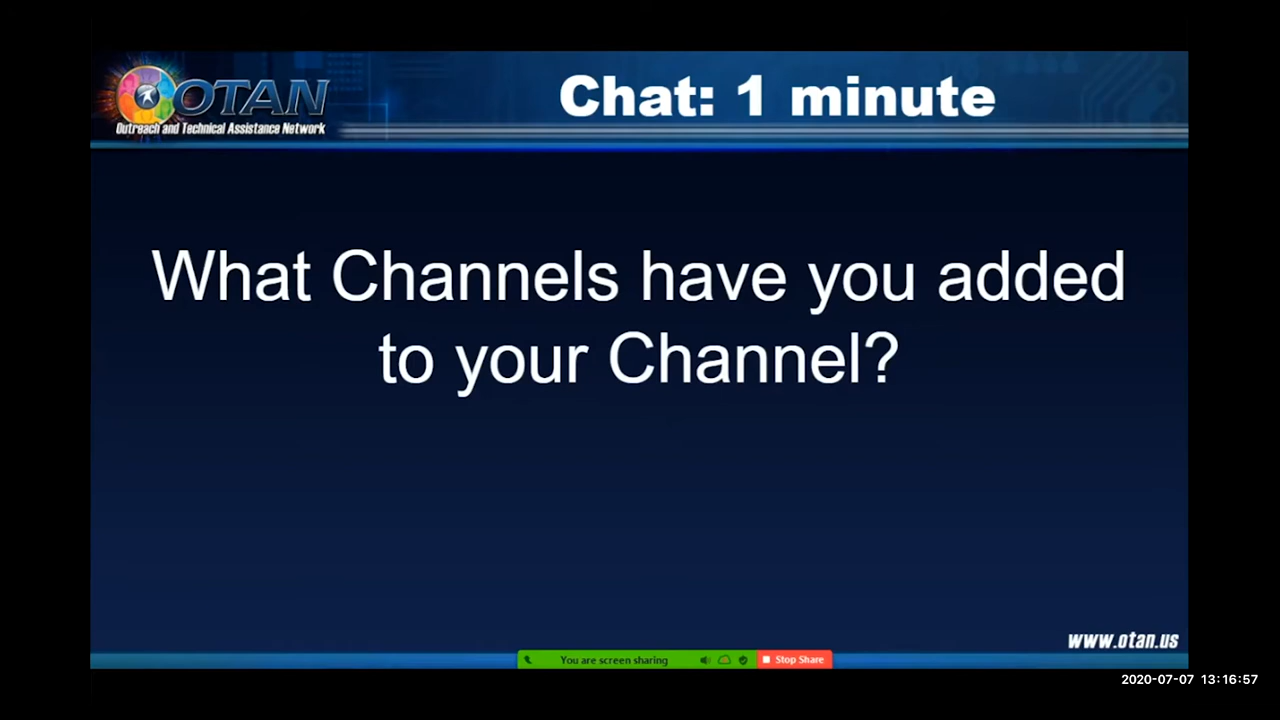 OTAN
Outreach and Technical Assistance Network
Chat: 1 minute
What Channels have you added
to your Channel?
www.otan.us
You are screen sharing
Stop Share
2020-07-07 13:16:57